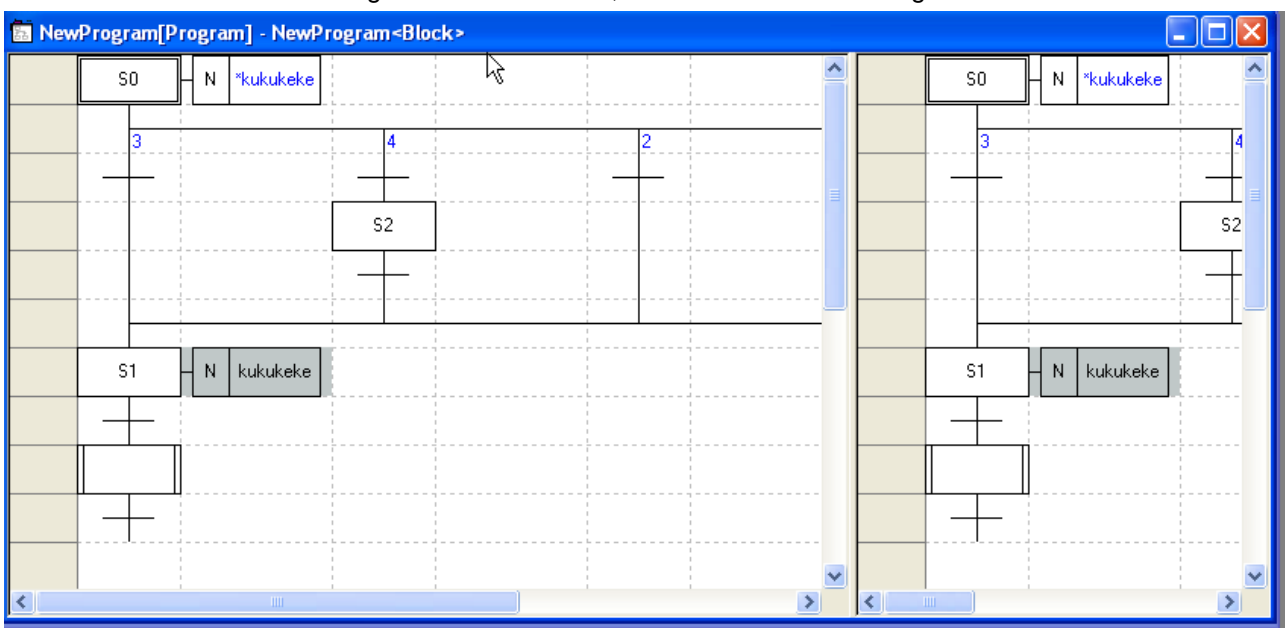 NewProgram[Program] - NewProgram<Block>
S0 N *kukukeke
3 4 2
S2
S1 N kukukeke
S0 N *kukukeke
3 4
S2
S1 N kukukeke